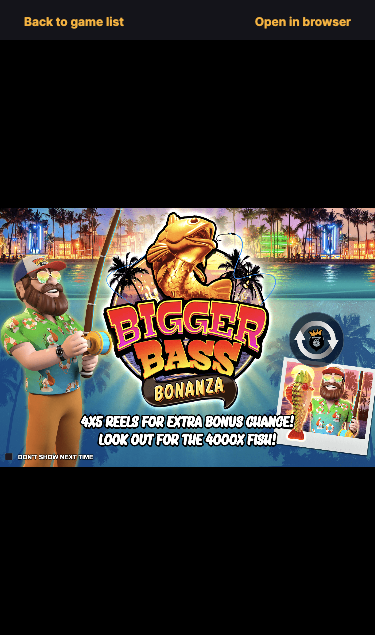 Back to game list
Open in browser
BIGGER
BASS
BONANZA
4X5 REELS FOR EXTRA BONUS CHANCE!
LOOK OUT FOR THE 4000X FISH!
DON'T SHOW NEXT TIME